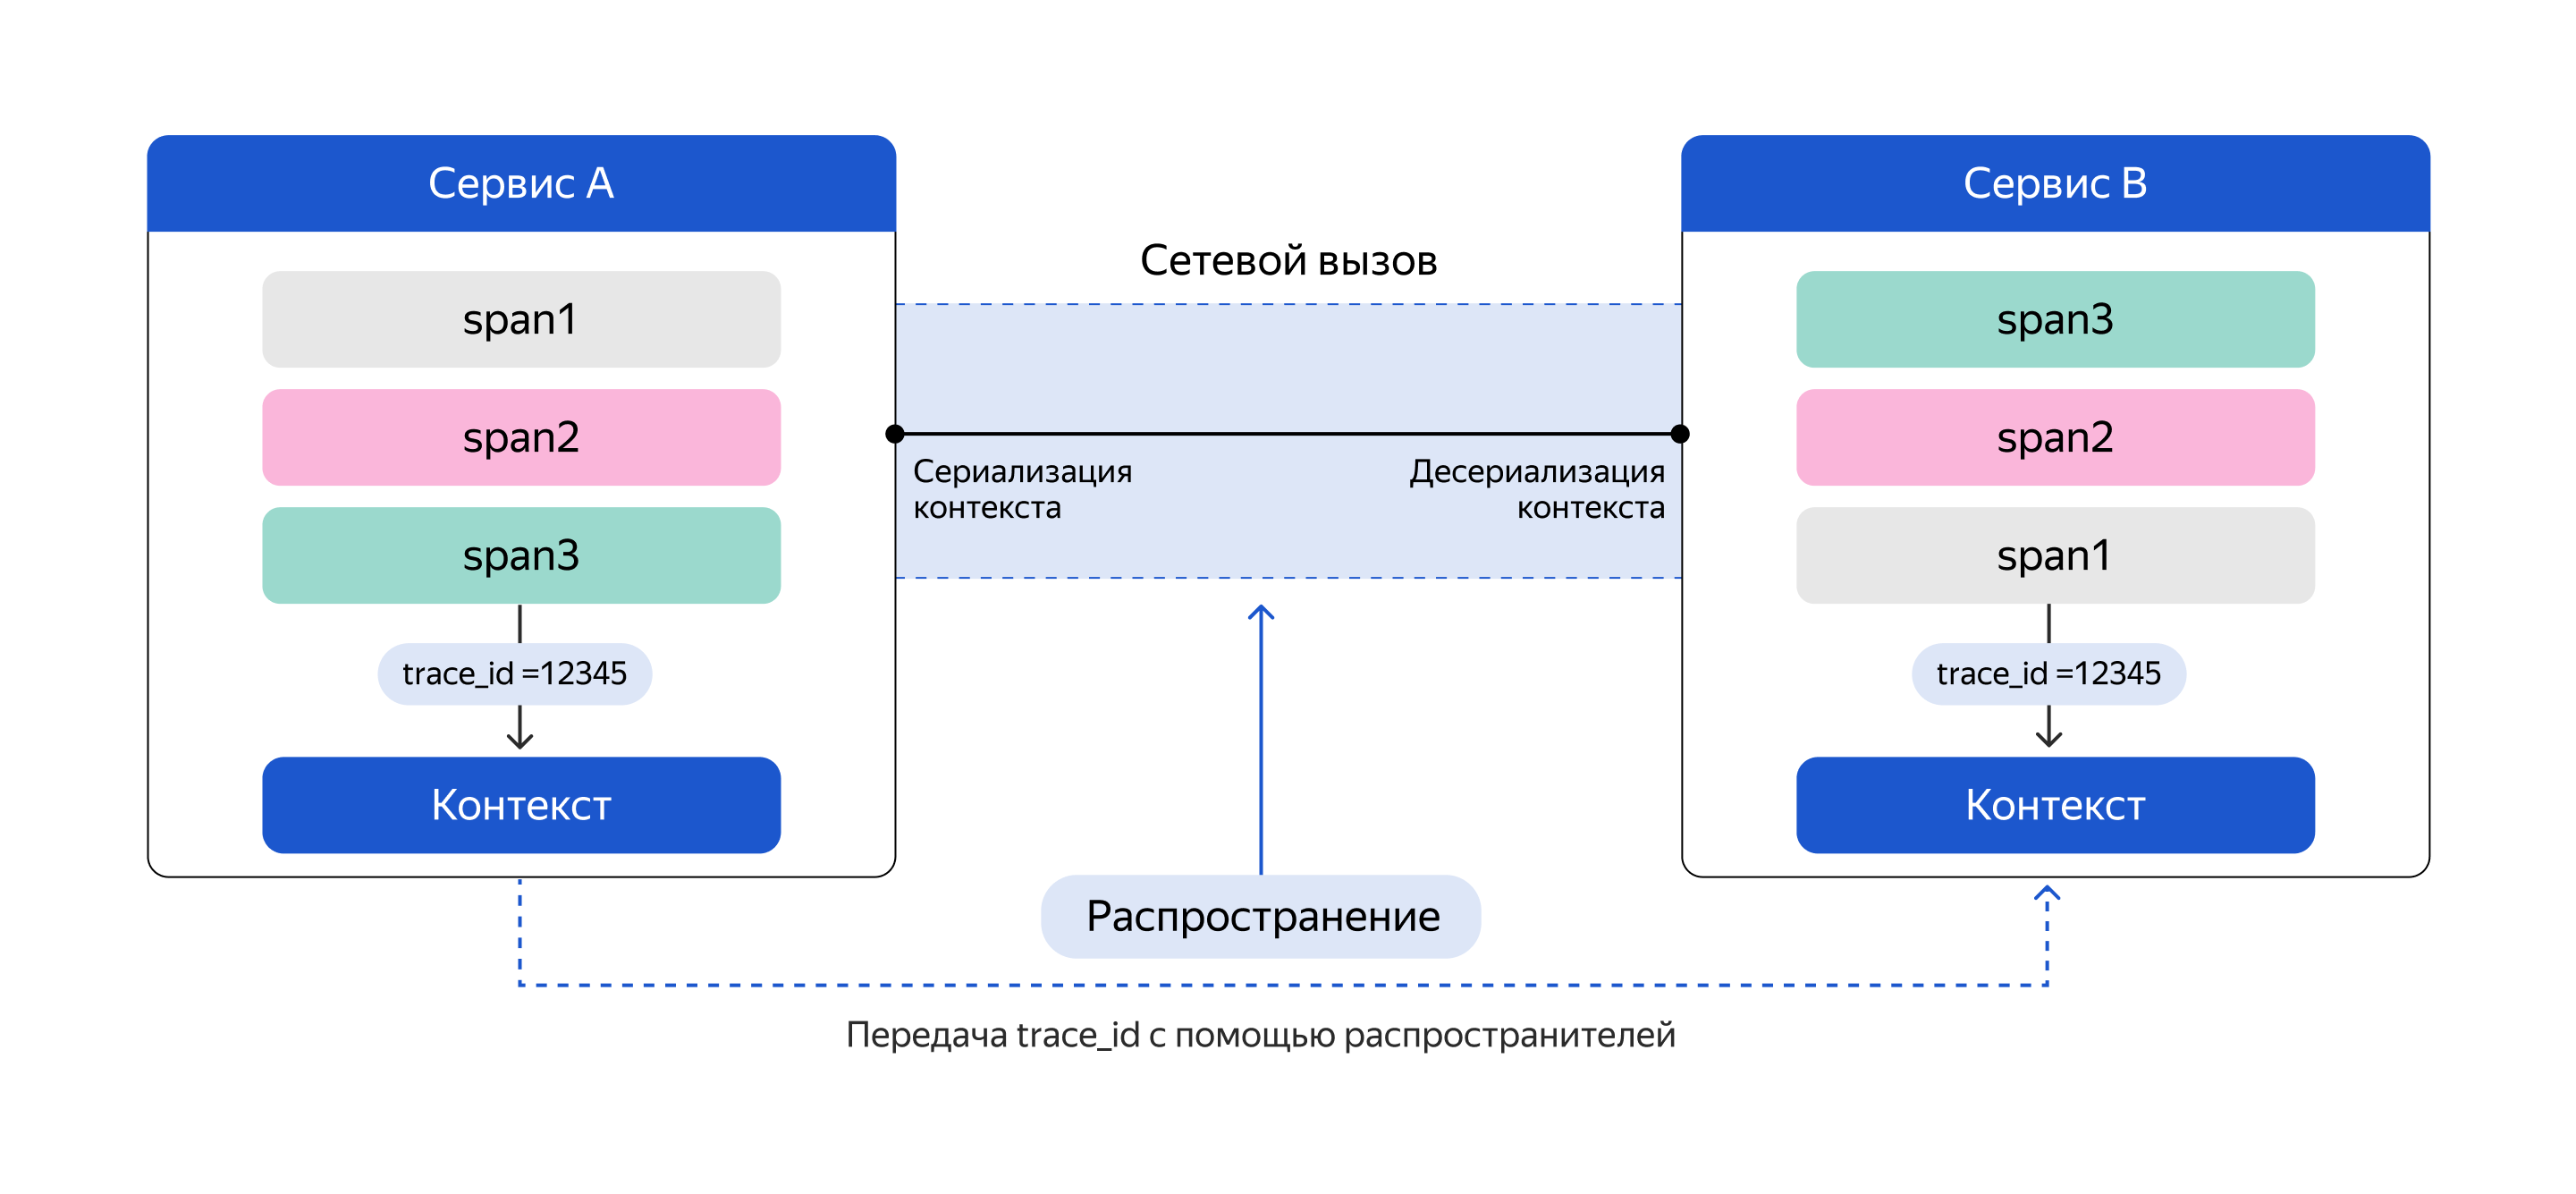 Сервис А
span1
span2
span3
trace_id =12345
Контекст
Сетевой вызов
Сериализация
контекста
Десериализация
контекста
Распространение
Сервис B
span3
span2
span1
trace_id =12345
Контекст
Передача trace_id с помощью распространителей